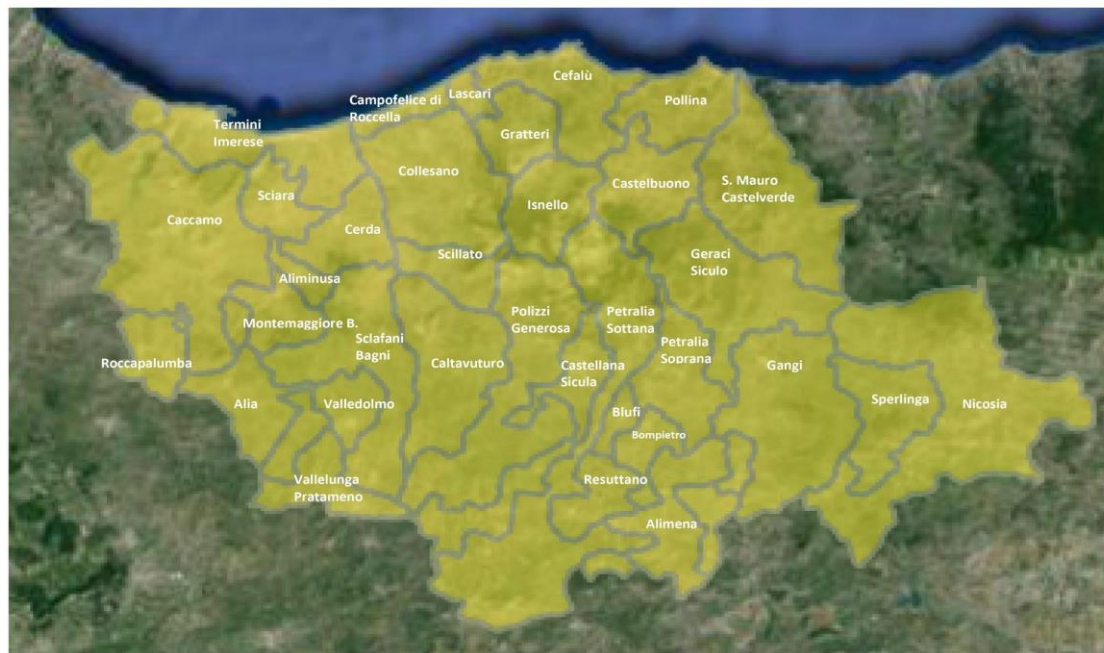 Cefalù
Lascari
Campofelice di
Roccella
Pollina
Termini
Imerese
Gratteri
Collesano
Castelbuono
S. Mauro
Castelverde
Sciara
Isnello
Caccamo
Cerda
Scillato
Geraci
Siculo
Aliminusa
Polizzi
Generosa
Petralia
Sottana
Montemaggiore B.
Sclafani
Bagni
Petralia
Soprana
Roccapalumba
Caltavuturo
Castellana
Sicula
Gangi
Sperlinga
Nicosia
Alia
Valledolmo
Blufi
Bompietro
Vallelunga
Pratameno
Resuttano
Alimena